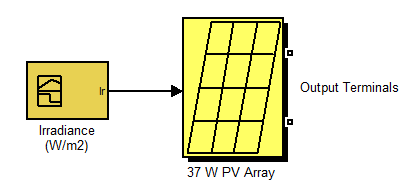 Ir
Output Terminals
Irradiance
(W/m2)
37 W PV Array